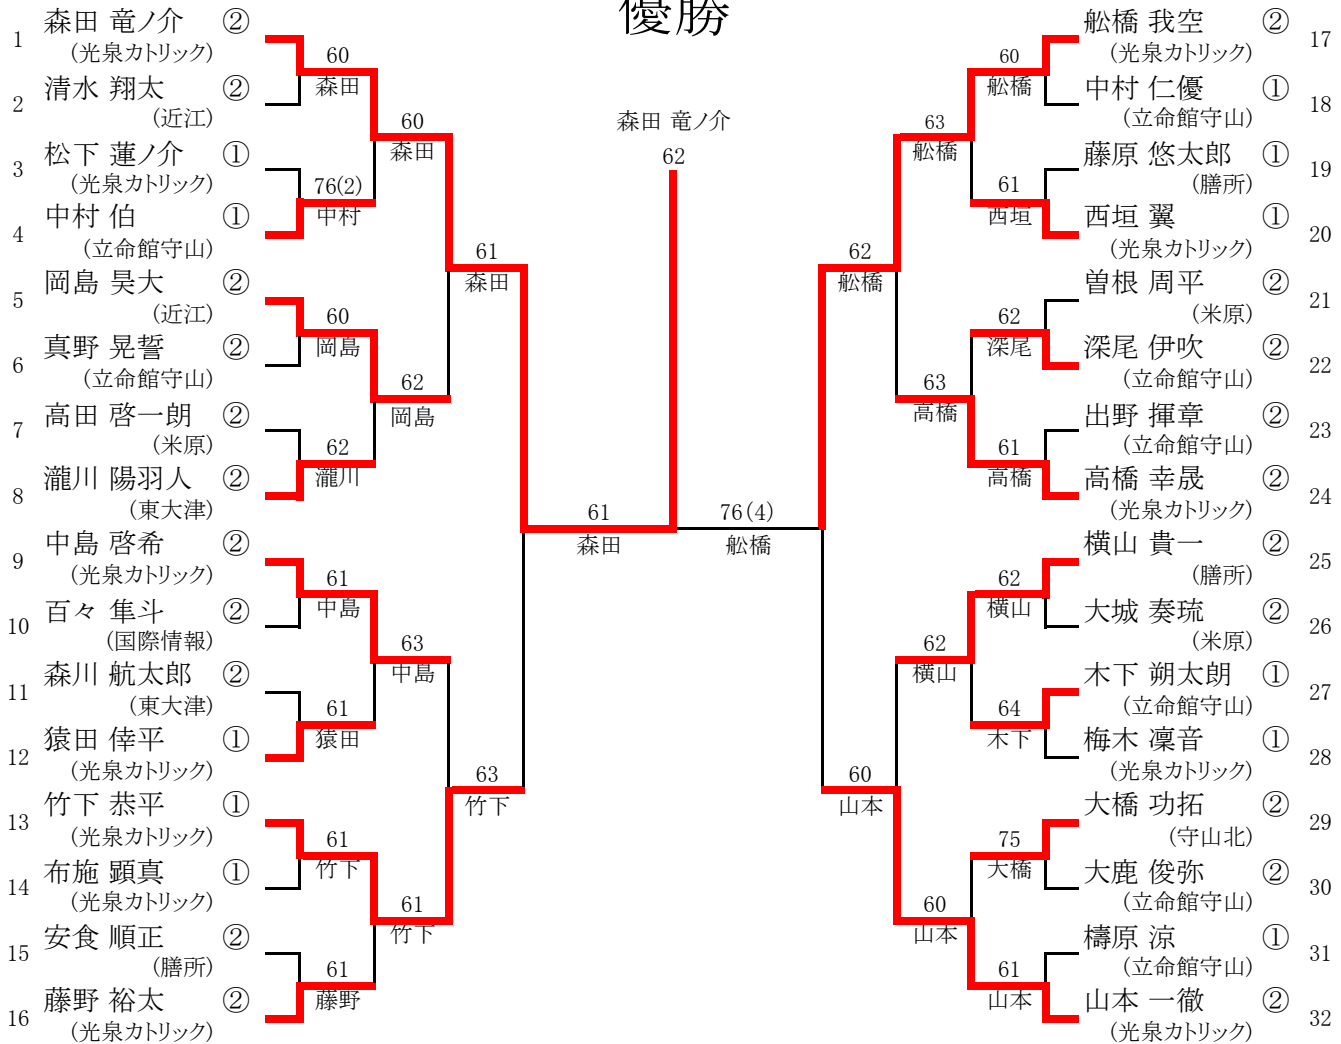 優勝
森田 竜ノ介
62
1 森田 竜ノ介 ②
(光泉カトリック)
2 清水 翔太 ②
(近江)
3 松下 蓮ノ介 ①
(光泉カトリック)
4 中村 伯 ①
(立命館守山)
5 岡島 昊大 ②
(近江)
6 真野 晃誓 ②
(立命館守山)
7 高田 啓一朗 ②
(米原)
8 瀧川 陽羽人 ②
(東大津)
9 中島 啓希 ②
(光泉カトリック)
10 百々 隼斗 ②
(国際情報)
11 森川 航太郎 ②
(東大津)
12 猿田 倖平 ①
(光泉カトリック)
13 竹下 恭平 ①
(光泉カトリック)
14 布施 顕真 ①
(光泉カトリック)
15 安食 順正 ②
(膳所)
16 藤野 裕太 ②
(光泉カトリック)
60
森田
76(2)
中村
60
岡島
62
瀧川
61
中島
61
猿田
61
竹下
61
藤野
60
森田
62
岡島
63
中島
61
竹下
61
森田
63
竹下
61
森田
76(4)
舩橋
62
舩橋
60
山本
63
舩橋
63
高橋
62
横山
60
山本
60
舩橋
61
西垣
62
深尾
61
高橋
62
横山
64
木下
75
大橋
61
山本
舩橋 我空 ② 17
(光泉カトリック)
中村 仁優 ① 18
(立命館守山)
藤原 悠太郎 ① 19
(膳所)
西垣 翼 ① 20
(光泉カトリック)
曽根 周平 ② 21
(米原)
深尾 伊吹 ② 22
(立命館守山)
出野 揮章 ② 23
(立命館守山)
高橋 幸晟 ② 24
(光泉カトリック)
横山 貴一 ② 25
(膳所)
大城 奏琉 ② 26
(米原)
木下 朔太朗 ① 27
(立命館守山)
梅木 凜音 ① 28
(光泉カトリック)
大橋 功拓 ② 29
(守山北)
大鹿 俊弥 ② 30
(立命館守山)
檮原 涼 ① 31
(立命館守山)
山本 一徹 ② 32
(光泉カトリック)